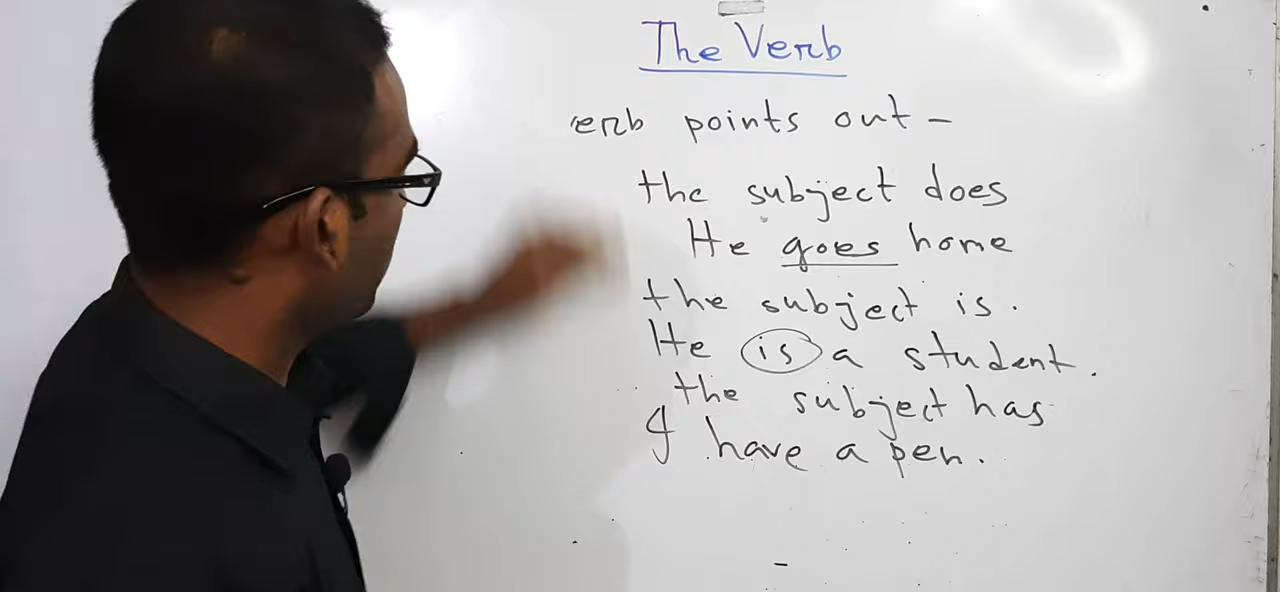 The Verb
erb points out -
the subject does
He goes home
the subject is.
He is a student.
the subject has
I have a pen.